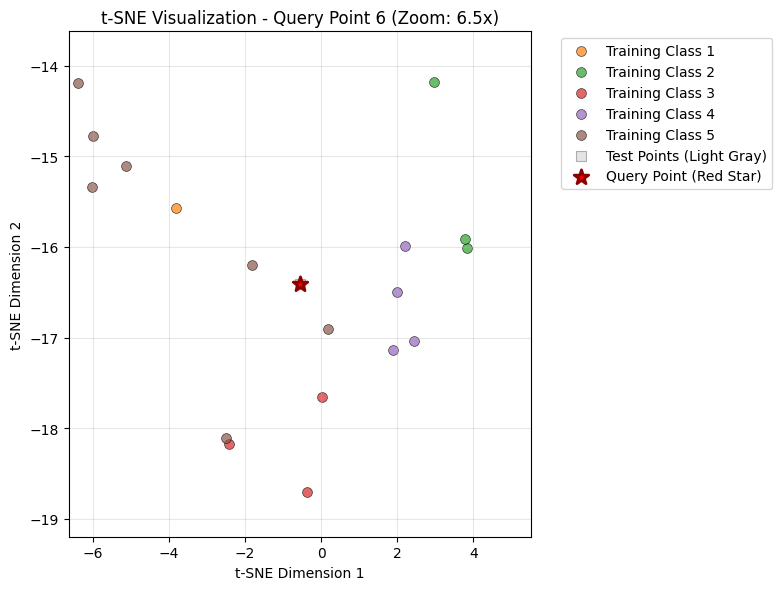 t-SNE Visualization - Query Point 6 (Zoom: 6.5x)
Training Class 1
Training Class 2
Training Class 3
Training Class 4
Training Class 5
Test Points (Light Gray)
Query Point (Red Star)
−14
−15
−16
−17
−18
−19
t-SNE Dimension 2
−6 −4 −2 0 2 4
t-SNE Dimension 1